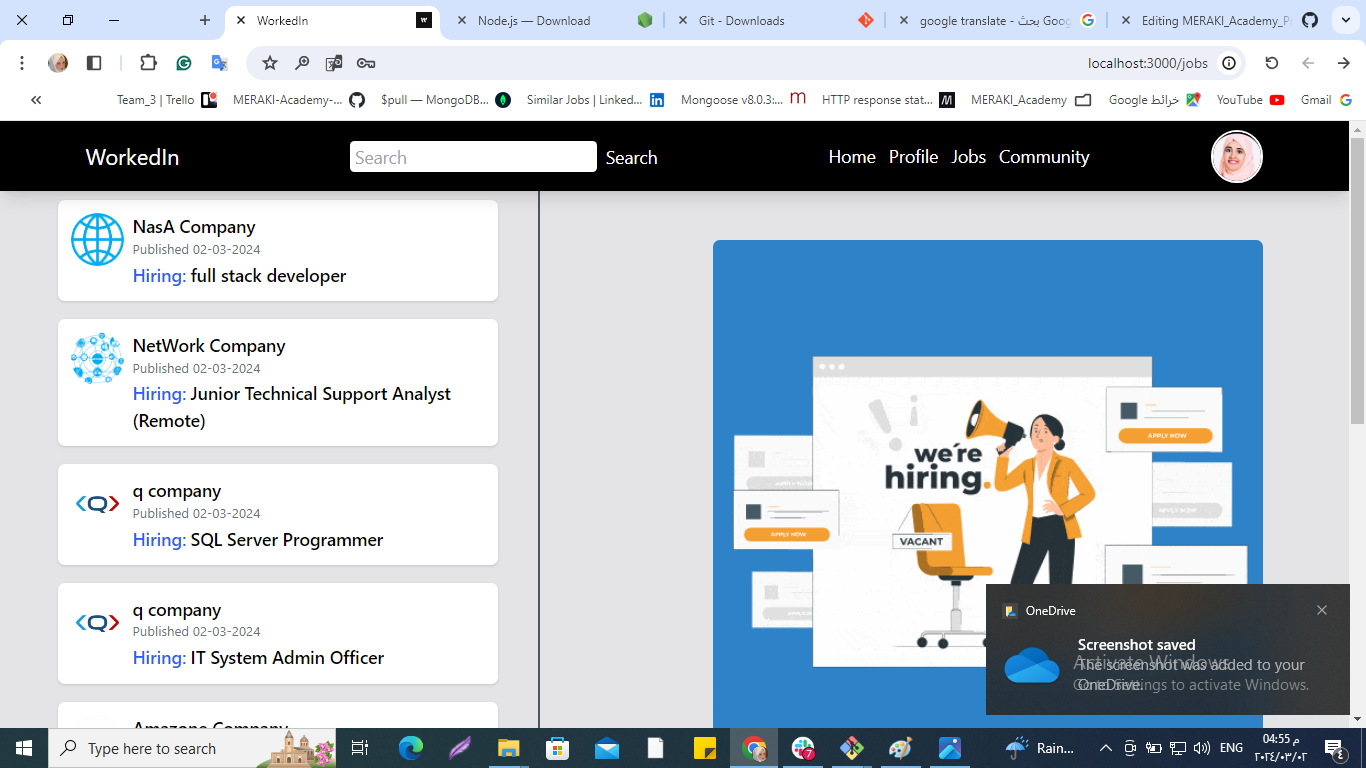 WorkedIn
Node.js — Download
Git - Downloads
google translate - بحث Goog
Editing MERAKI_Academy_P
localhost:3000/jobs
Team_3 | Trello
MERAKI-Academy-...
$pull — MongoDB...
Similar Jobs | Linked...
Mongoose v8.0.3:...
HTTP response stat...
MERAKI_Academy
خرائط Google
YouTube
Gmail
WorkedIn
Search
Search
Home
Profile
Jobs
Community
NasA Company
Published 02-03-2024
Hiring: full stack developer
NetWork Company
Published 02-03-2024
Hiring: Junior Technical Support Analyst
(Remote)
q company
Published 02-03-2024
Hiring: SQL Server Programmer
q company
Published 02-03-2024
Hiring: IT System Admin Officer
Amazone Company
we're
hiring.
VACANT
APPLY NOW
APPLY NOW
APPLY NOW
OneDrive
Screenshot saved
The screenshot was added to your
OneDrive.
Activate Windows
Go to Settings to activate Windows.
Type here to search
7
Rain...
ENG
04:55 م
٢٠٢٤/٠٣/٠٢
٤